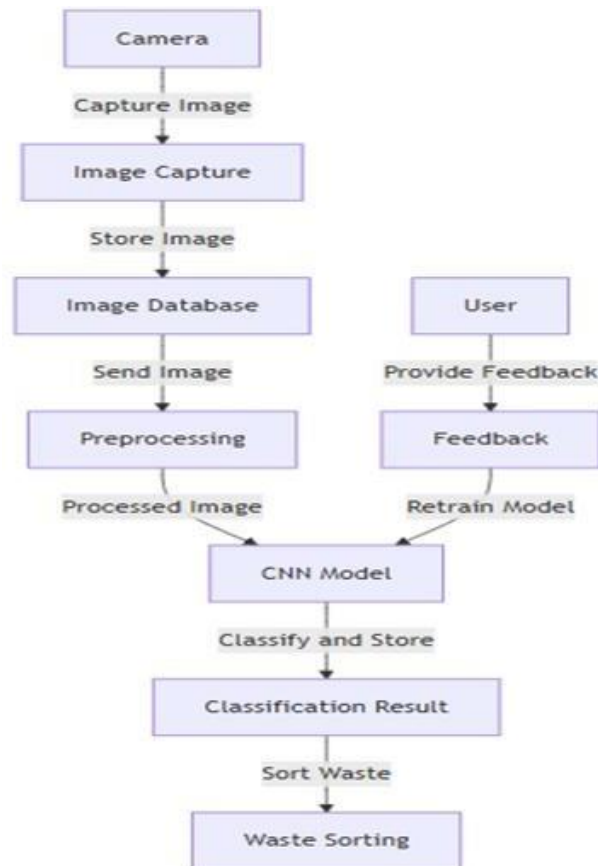 Camera
Capture Image
Image Capture
Store Image
Image Database
User
Send Image
Provide Feedback
Preprocessing
Feedback
Processed Image
Retrain Model
CNN Model
Classify and Store
Classification Result
Sort Waste
Waste Sorting